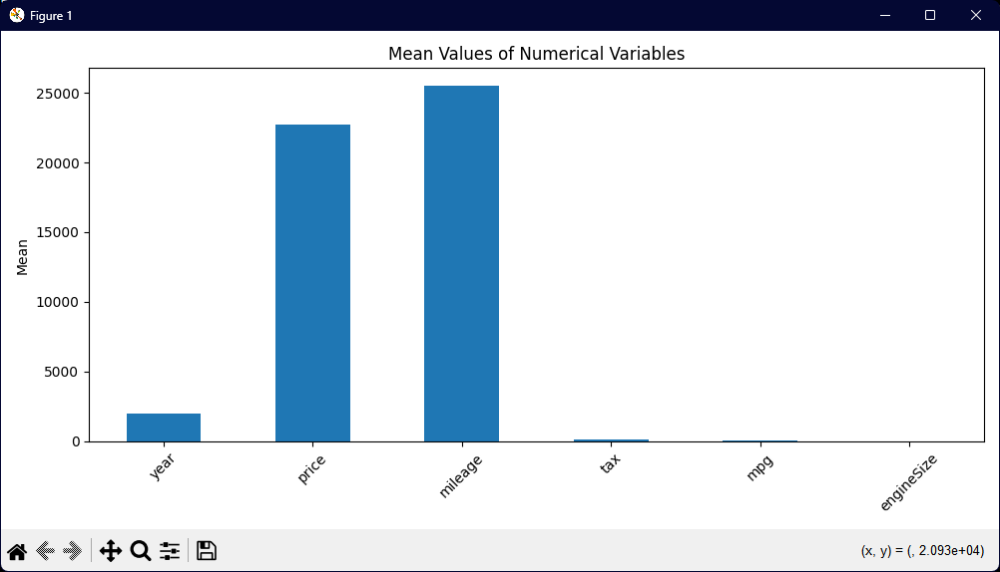 Figure 1
Mean Values of Numerical Variables
25000
20000
15000
10000
5000
0
Mean
year
price
mileage
tax
mpg
engineSize
(x, y) = (, 2.093e+04)